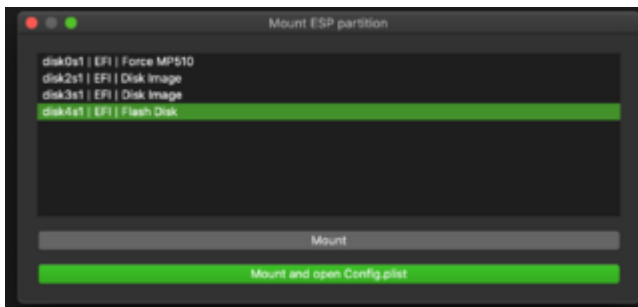 Mount ESP partition
disk0s1 | EFI | Force MP510
disk2s1 | EFI | Disk Image
disk3s1 | EFI | Disk Image
disk4s1 | EFI | Flash Disk
Mount
Mount and open Config.plist